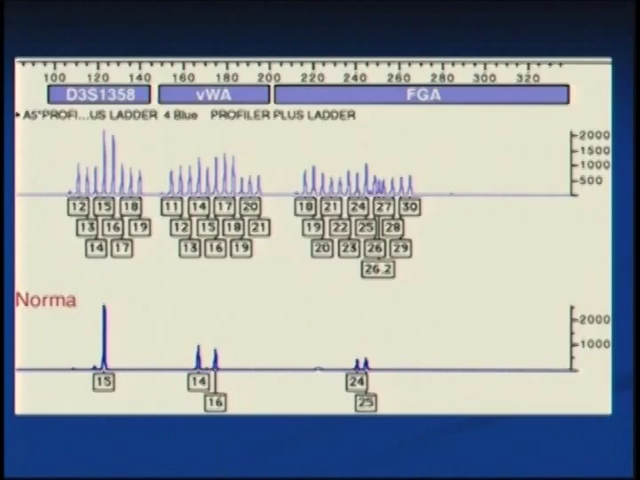 100 120 140 160 180 200 220 240 260 280 300 320
D3S1358 vWA FGA
A5*PROFI...US LADDER 4 Blue PROFILER PLUS LADDER
2000
1500
1000
500
12 15 18 11 14 17 20 18 21 24 27 30
13 16 19 12 15 18 21 19 22 25 28
14 17 13 16 19 20 23 26 29
26.2
Norma
2000
1000
15 14 24
16 25